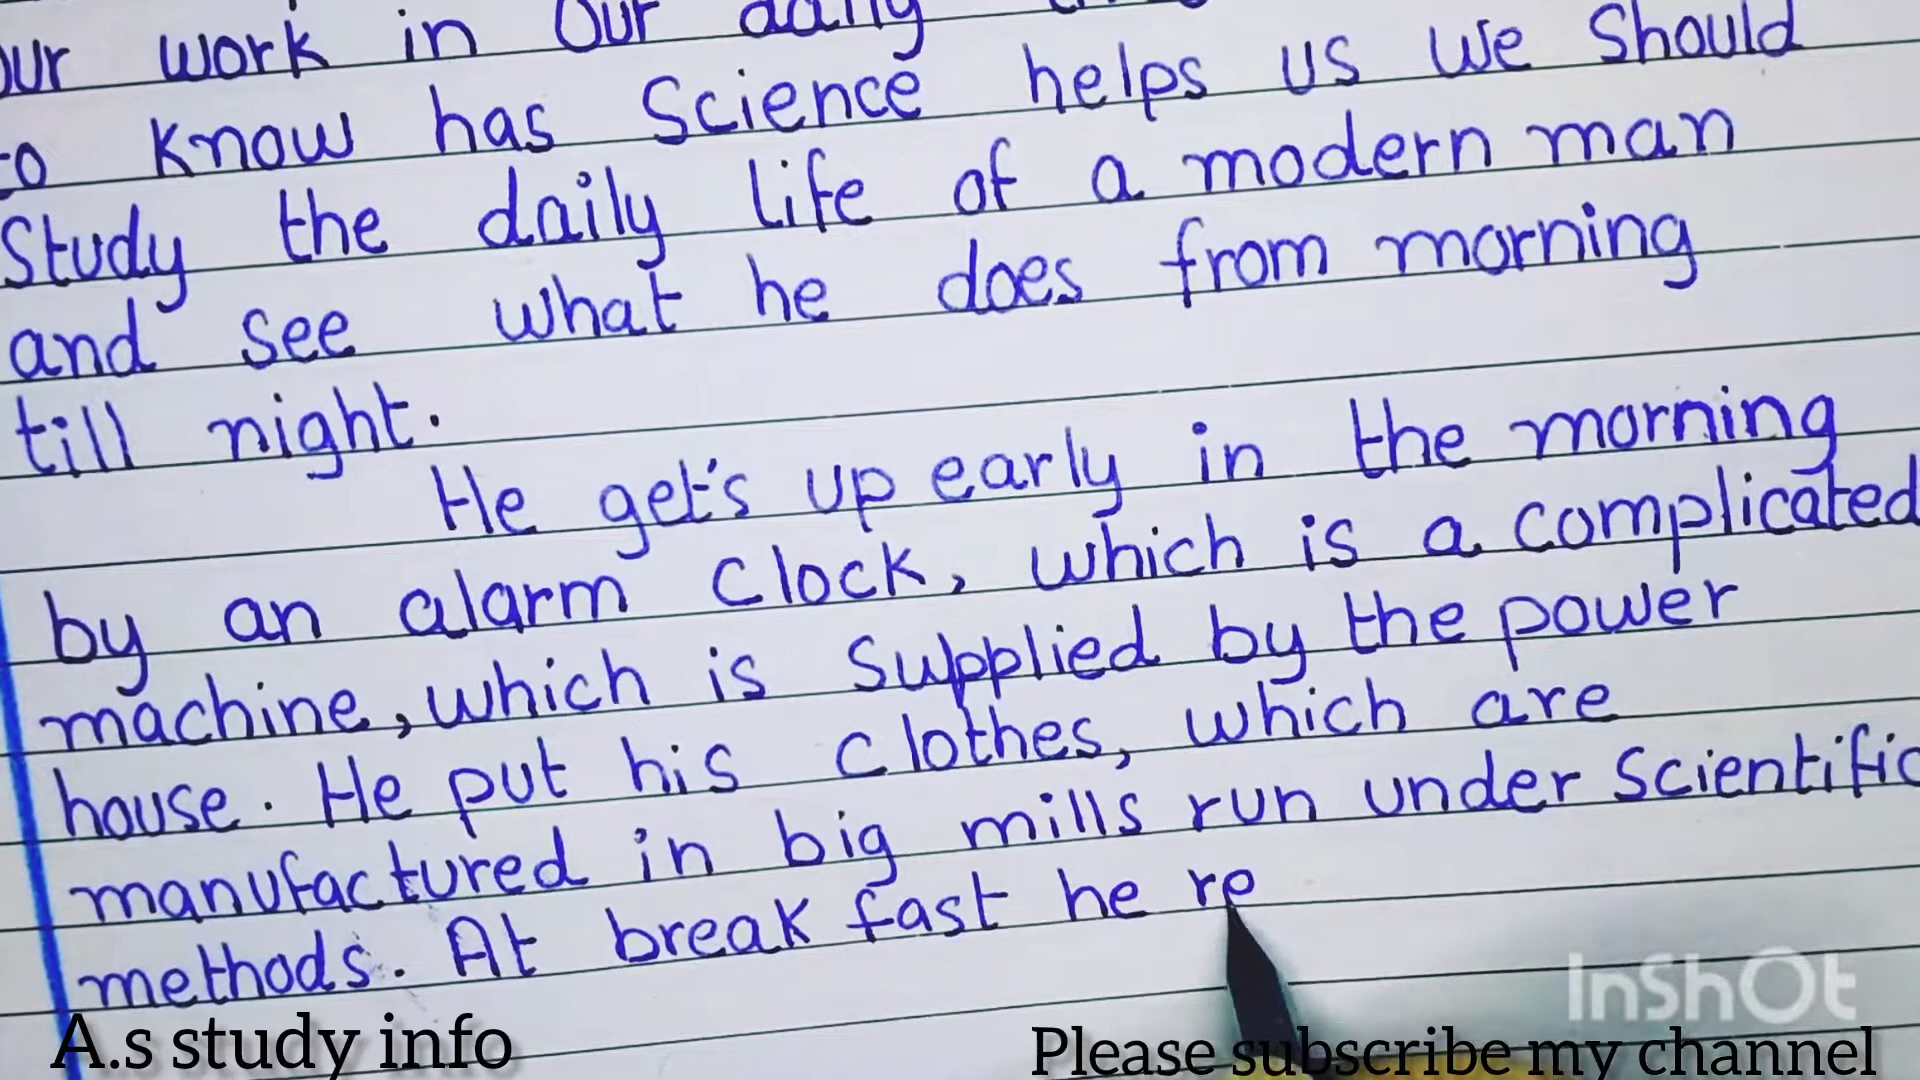 our work in Our daily
to know has Science helps us we should
Study the daily life of a modern man
and see what he does from morning
till night.
He get's up early in the morning
by an alarm clock, which is a complicated
machine, which is supplied by the power
house. He put his clothes, which are
manufactured in big mills run under scientific
methods. At break fast he re
InShOt
A.s study info
Please subscribe my channel